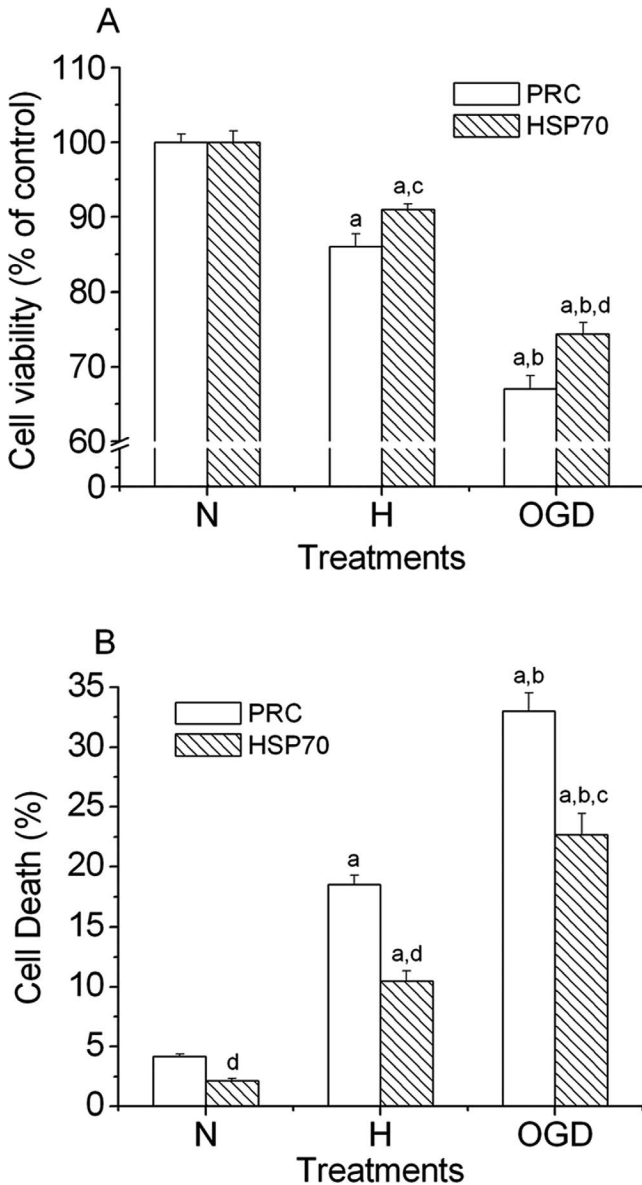 A
110
100
90
80
70
60
0
Cell viability (% of control)
PRC
HSP70
a
a,c
a,b
a,b,d
N H OGD
Treatments
B
35
30
25
20
15
10
5
0
Cell Death (%)
PRC
HSP70
d
a
a,d
a,b
a,b,c
N H OGD
Treatments